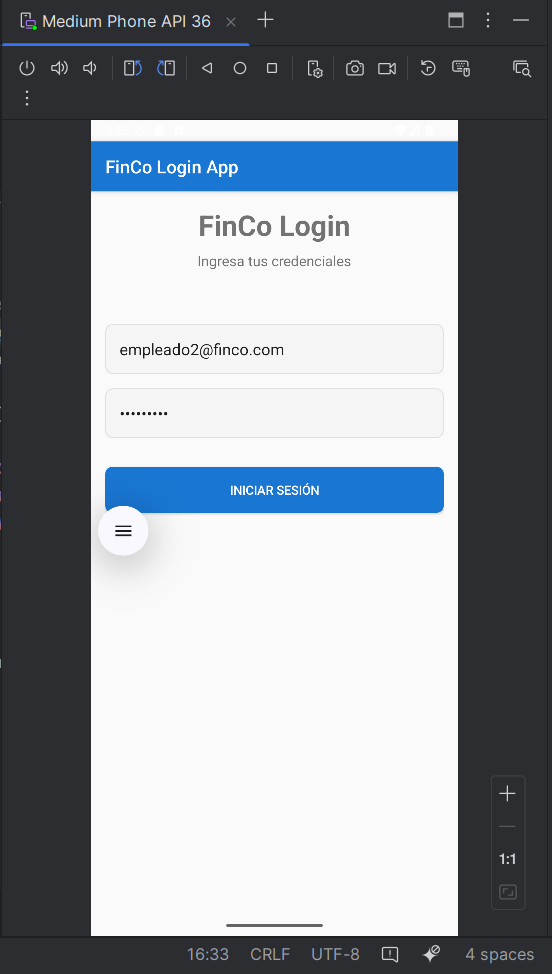 Medium Phone API 36
FinCo Login App
FinCo Login
Ingresa tus credenciales
empleado2@finco.com
•••••••••
INICIAR SESIÓN
1:1
16:33 CRLF UTF-8 4 spaces